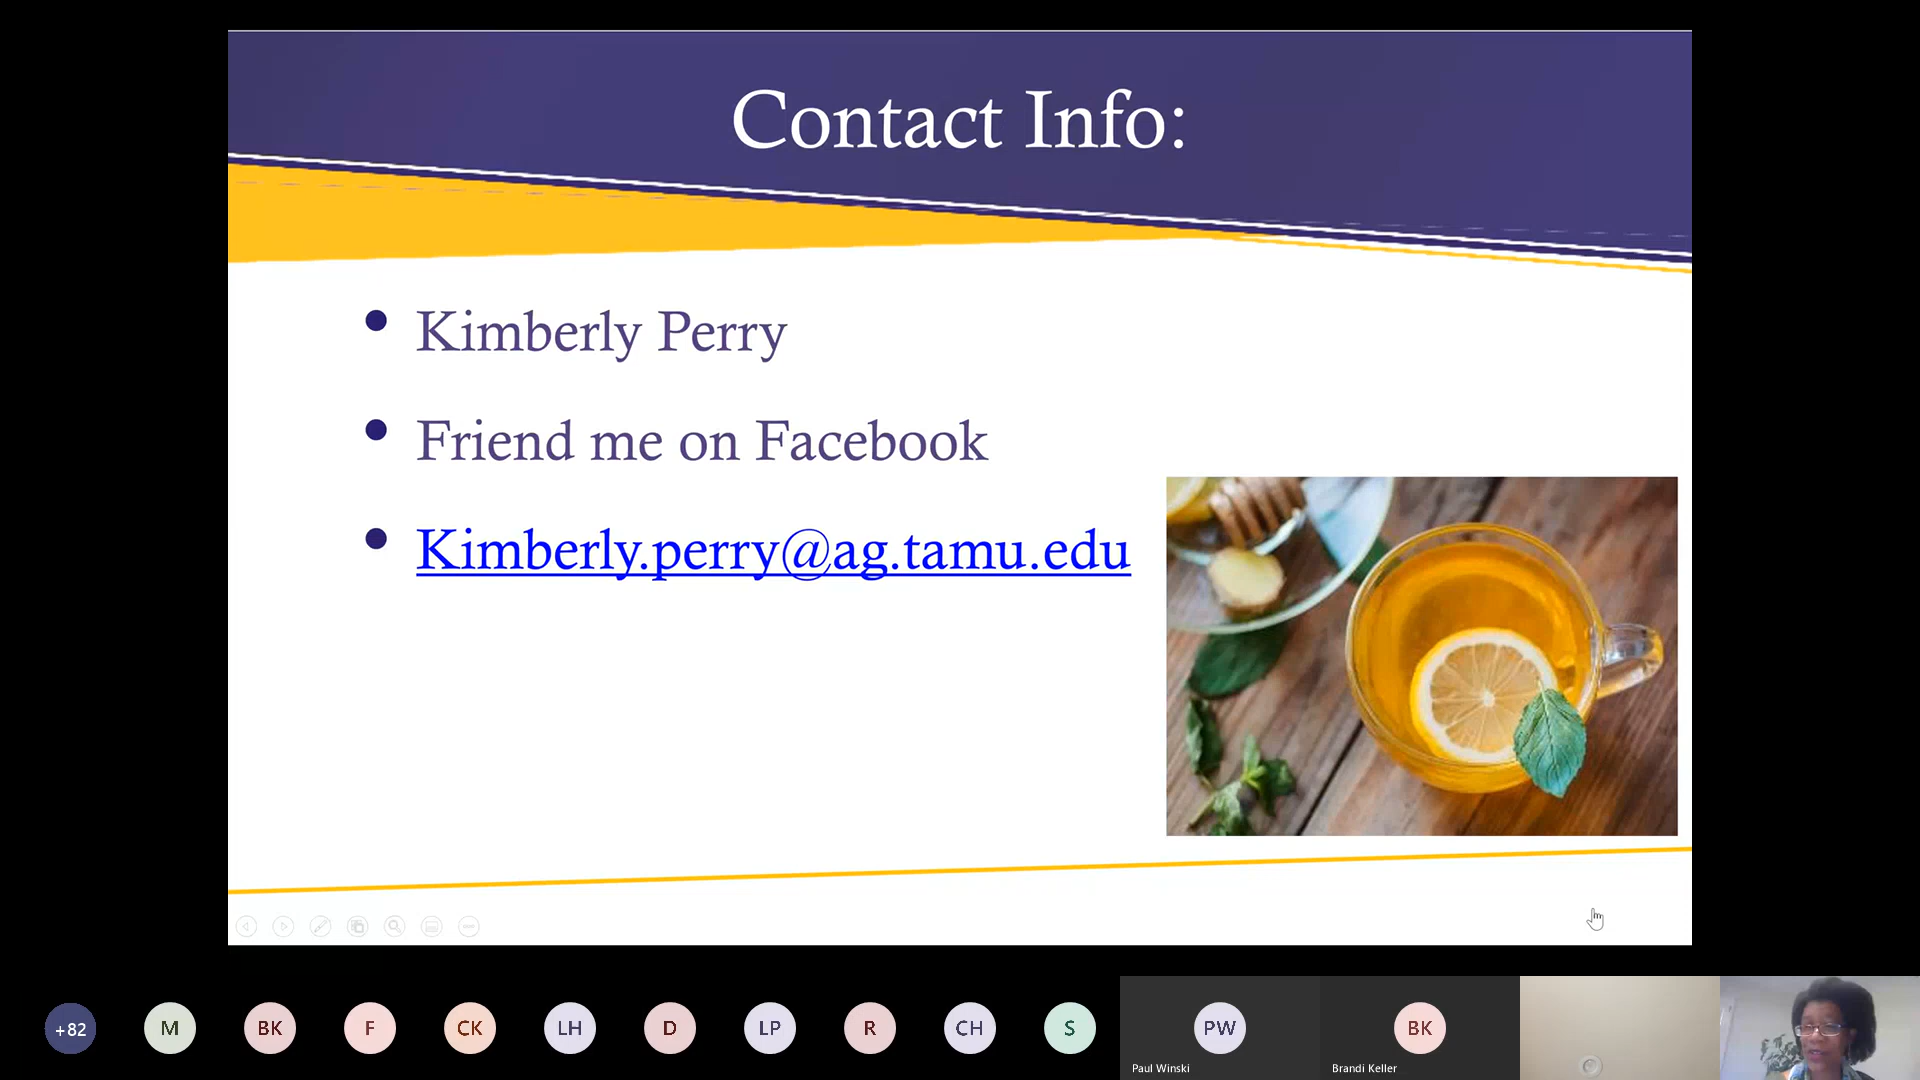 Contact Info:
Kimberly Perry
Friend me on Facebook
Kimberly.perry@ag.tamu.edu
+82
M
BK
F
CK
LH
D
LP
R
CH
S
PW
BK
Paul Winski
Brandi Keller